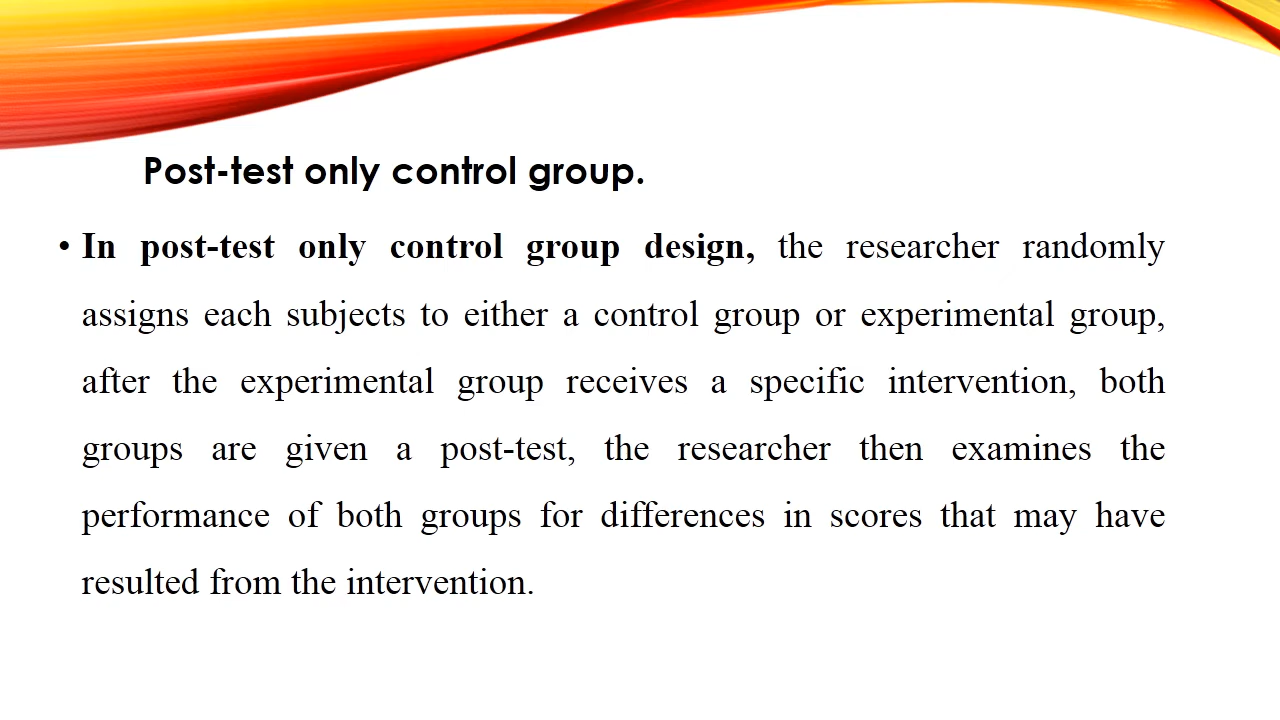 Post-test only control group.
• In post-test only control group design, the researcher randomly
assigns each subjects to either a control group or experimental group,
after the experimental group receives a specific intervention, both
groups are given a post-test, the researcher then examines the
performance of both groups for differences in scores that may have
resulted from the intervention.